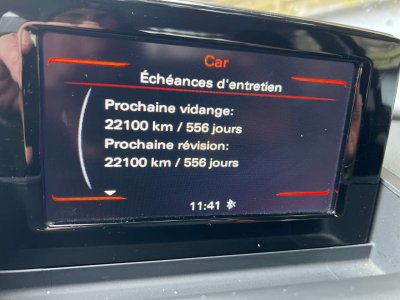 Car
Échéances d'entretien
Prochaine vidange:
22100 km / 556 jours
Prochaine révision:
22100 km / 556 jours
11:41